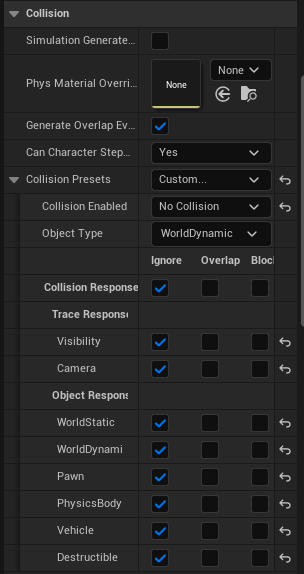 Collision
Simulation Generate...
Phys Material Overri...
None
None
Generate Overlap Ev...
Can Character Step...
Yes
Collision Presets
Custom...
Collision Enabled
No Collision
Object Type
WorldDynamic
Ignore Overlap Bloc
Collision Response
Trace Respons
Visibility
Camera
Object Respons
WorldStatic
WorldDynami
Pawn
PhysicsBody
Vehicle
Destructible